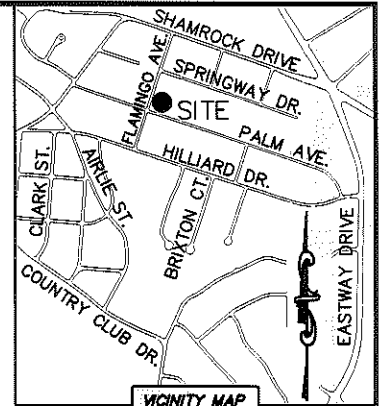 SHAMROCK DRIVE
FLAMINGO AVE.
SPRINGWAY DR.
SITE
PALM AVE.
HILLIARD DR.
CLARK ST.
AIRLIE ST.
BRIXTON CT.
EASTWAY DRIVE
COUNTRY CLUB DR.
VICINITY MAP